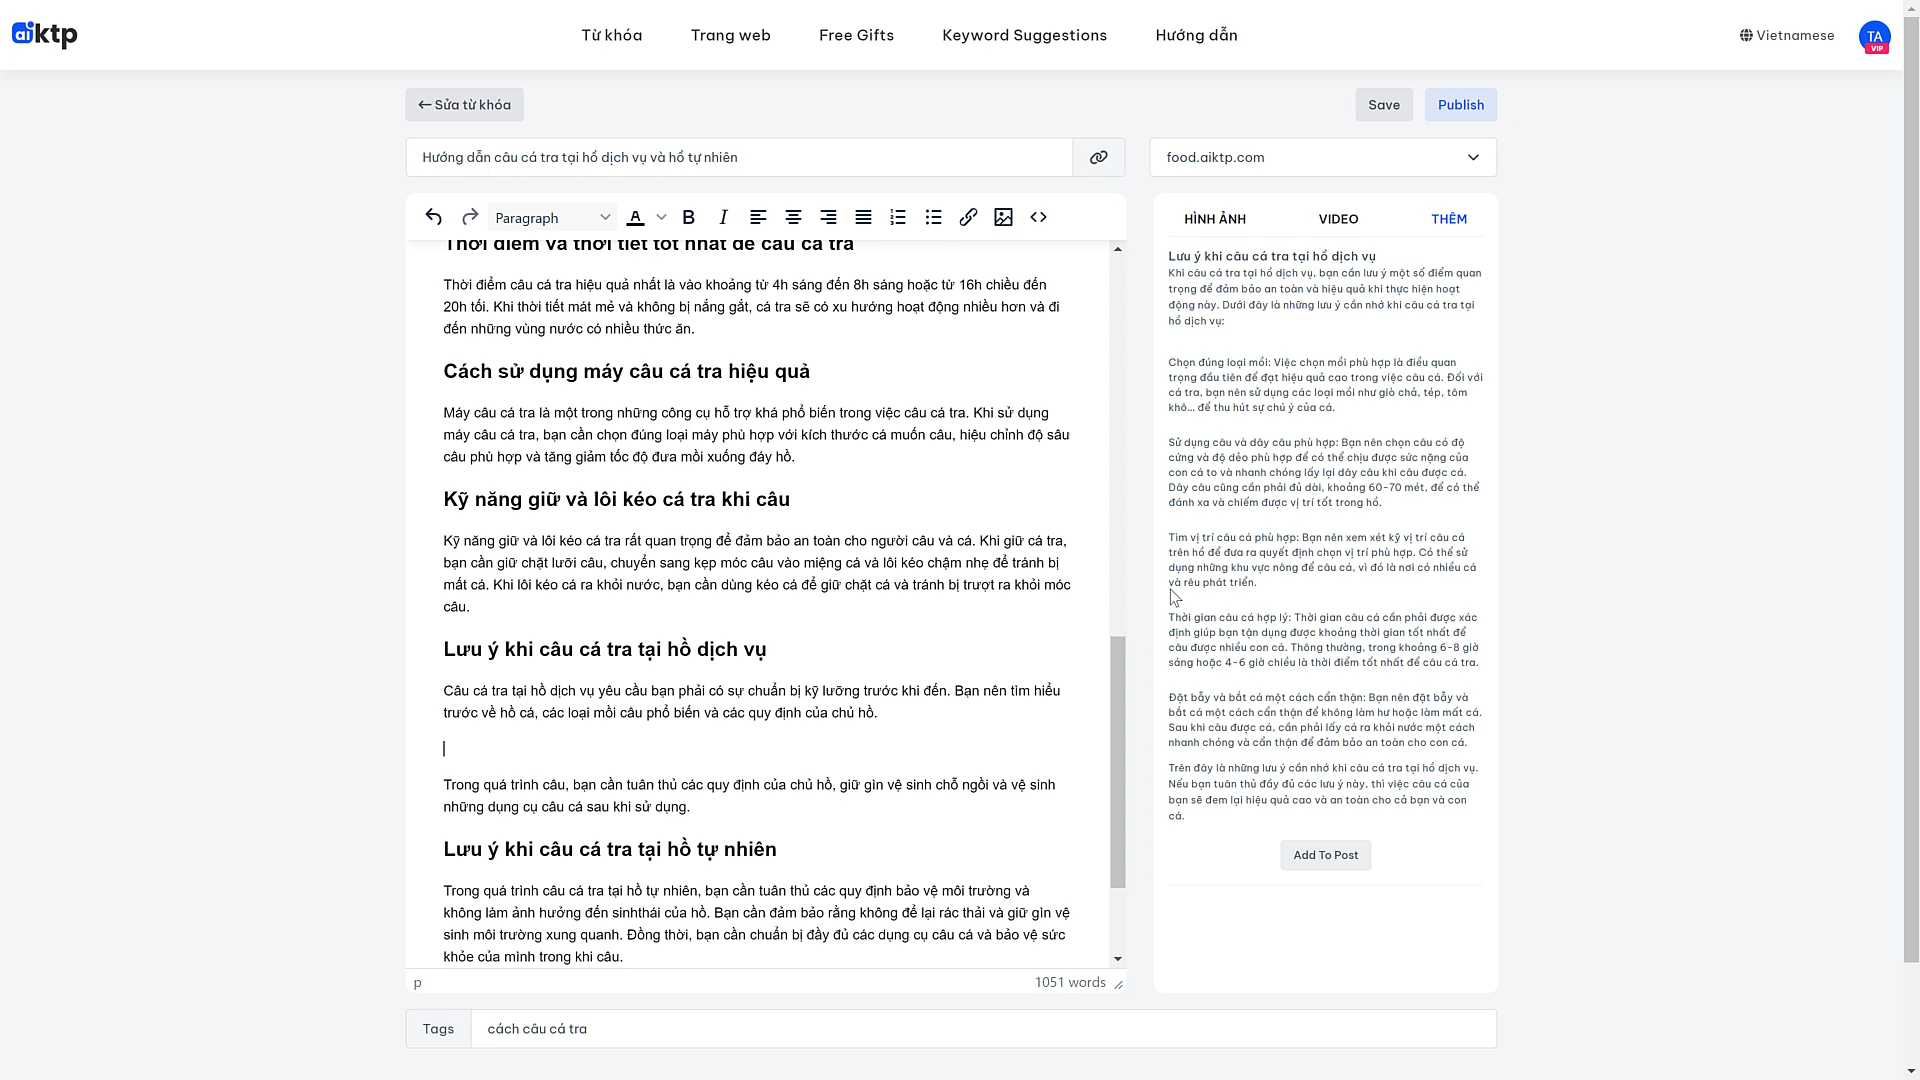 aiktp
Từ khóa
Trang web
Free Gifts
Keyword Suggestions
Hướng dẫn
Vietnamese
TA
VIP
← Sửa từ khóa
Save
Publish
Hướng dẫn câu cá tra tại hồ dịch vụ và hồ tự nhiên
food.aiktp.com
Paragraph
A
B
I
Thời điểm và thời tiết tốt nhất để câu cá tra
Thời điểm câu cá tra hiệu quả nhất là vào khoảng từ 4h sáng đến 8h sáng hoặc từ 16h chiều đến
20h tối. Khi thời tiết mát mẻ và không bị nắng gắt, cá tra sẽ có xu hướng hoạt động nhiều hơn và đi
đến những vùng nước có nhiều thức ăn.
Cách sử dụng máy câu cá tra hiệu quả
Máy câu cá tra là một trong những công cụ hỗ trợ khá phổ biến trong việc câu cá tra. Khi sử dụng
máy câu cá tra, bạn cần chọn đúng loại máy phù hợp với kích thước cá muốn câu, hiệu chỉnh độ sâu
câu phù hợp và tăng giảm tốc độ đưa mồi xuống đáy hồ.
Kỹ năng giữ và lôi kéo cá tra khi câu
Kỹ năng giữ và lôi kéo cá tra rất quan trọng để đảm bảo an toàn cho người câu và cá. Khi giữ cá tra,
bạn cần giữ chặt lưỡi câu, chuyển sang kẹp móc câu vào miệng cá và lôi kéo chậm nhẹ để tránh bị
mất cá. Khi lôi kéo cá ra khỏi nước, bạn cần dùng kéo cá để giữ chặt cá và tránh bị trượt ra khỏi móc
câu.
Lưu ý khi câu cá tra tại hồ dịch vụ
Câu cá tra tại hồ dịch vụ yêu cầu bạn phải có sự chuẩn bị kỹ lưỡng trước khi đến. Bạn nên tìm hiểu
trước về hồ cá, các loại mồi câu phổ biến và các quy định của chủ hồ.
Trong quá trình câu, bạn cần tuân thủ các quy định của chủ hồ, giữ gìn vệ sinh chỗ ngồi và vệ sinh
những dụng cụ câu cá sau khi sử dụng.
Lưu ý khi câu cá tra tại hồ tự nhiên
Trong quá trình câu cá tra tại hồ tự nhiên, bạn cần tuân thủ các quy định bảo vệ môi trường và
không làm ảnh hưởng đến sinhthái của hồ. Bạn cần đảm bảo rằng không để lại rác thải và giữ gìn vệ
sinh môi trường xung quanh. Đồng thời, bạn cần chuẩn bị đầy đủ các dụng cụ câu cá và bảo vệ sức
khỏe của mình trong khi câu.
p
1051 words
HÌNH ẢNH
VIDEO
THÊM
Lưu ý khi câu cá tra tại hồ dịch vụ
Khi câu cá tra tại hồ dịch vụ, bạn cần lưu ý một số điểm quan
trọng để đảm bảo an toàn và hiệu quả khi thực hiện hoạt
động này. Dưới đây là những lưu ý cần nhớ khi câu cá tra tại
hồ dịch vụ:
Chọn đúng loại mồi: Việc chọn mồi phù hợp là điều quan
trọng đầu tiên để đạt hiệu quả cao trong việc câu cá. Đối với
cá tra, bạn nên sử dụng các loại mồi như giò chả, tép, tôm
khô... để thu hút sự chú ý của cá.
Sử dụng câu và dây câu phù hợp: Bạn nên chọn câu có độ
cứng và độ dẻo phù hợp để có thể chịu được sức nặng của
con cá to và nhanh chóng lấy lại dây câu khi câu được cá.
Dây câu cũng cần phải đủ dài, khoảng 60-70 mét, để có thể
đánh xa và chiếm được vị trí tốt trong hồ.
Tìm vị trí câu cá phù hợp: Bạn nên xem xét kỹ vị trí câu cá
trên hồ để đưa ra quyết định chọn vị trí phù hợp. Có thể sử
dụng những khu vực nông để câu cá, vì đó là nơi có nhiều cá
và rêu phát triển.
Thời gian câu cá hợp lý: Thời gian câu cá cần phải được xác
định giúp bạn tận dụng được khoảng thời gian tốt nhất để
câu được nhiều con cá. Thông thường, trong khoảng 6-8 giờ
sáng hoặc 4-6 giờ chiều là thời điểm tốt nhất để câu cá tra.
Đặt bẫy và bắt cá một cách cẩn thận: Bạn nên đặt bẫy và
bắt cá một cách cẩn thận để không làm hư hoặc làm mất cá.
Sau khi câu được cá, cần phải lấy cá ra khỏi nước một cách
nhanh chóng và cẩn thận để đảm bảo an toàn cho con cá.
Trên đây là những lưu ý cần nhớ khi câu cá tra tại hồ dịch vụ.
Nếu bạn tuân thủ đầy đủ các lưu ý này, thì việc câu cá của
bạn sẽ đem lại hiệu quả cao và an toàn cho cả bạn và con
cá.
Add To Post
Tags
cách câu cá tra